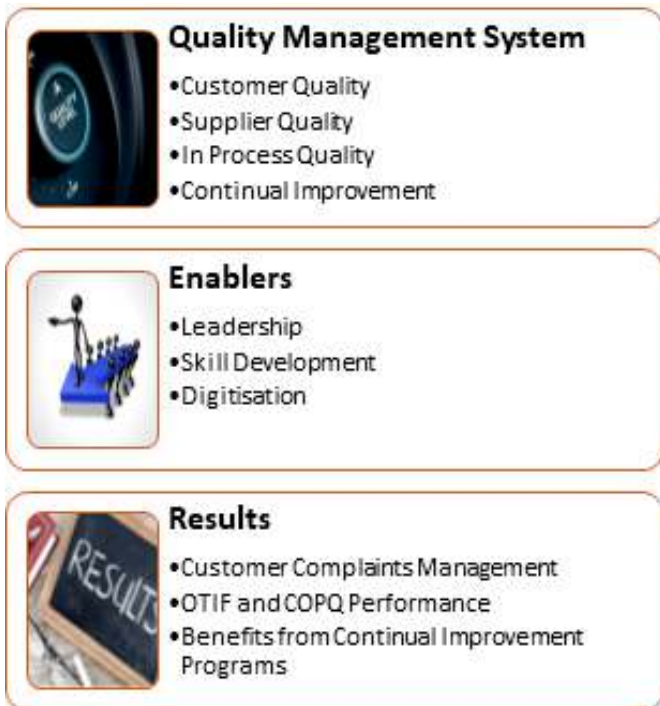 Quality Management System
•Customer Quality
•Supplier Quality
•In Process Quality
•Continual Improvement
Enablers
•Leadership
•Skill Development
•Digitisation
Results
•Customer Complaints Management
•OTIF and COPQ Performance
•Benefits from Continual Improvement
Programs
RESULTS